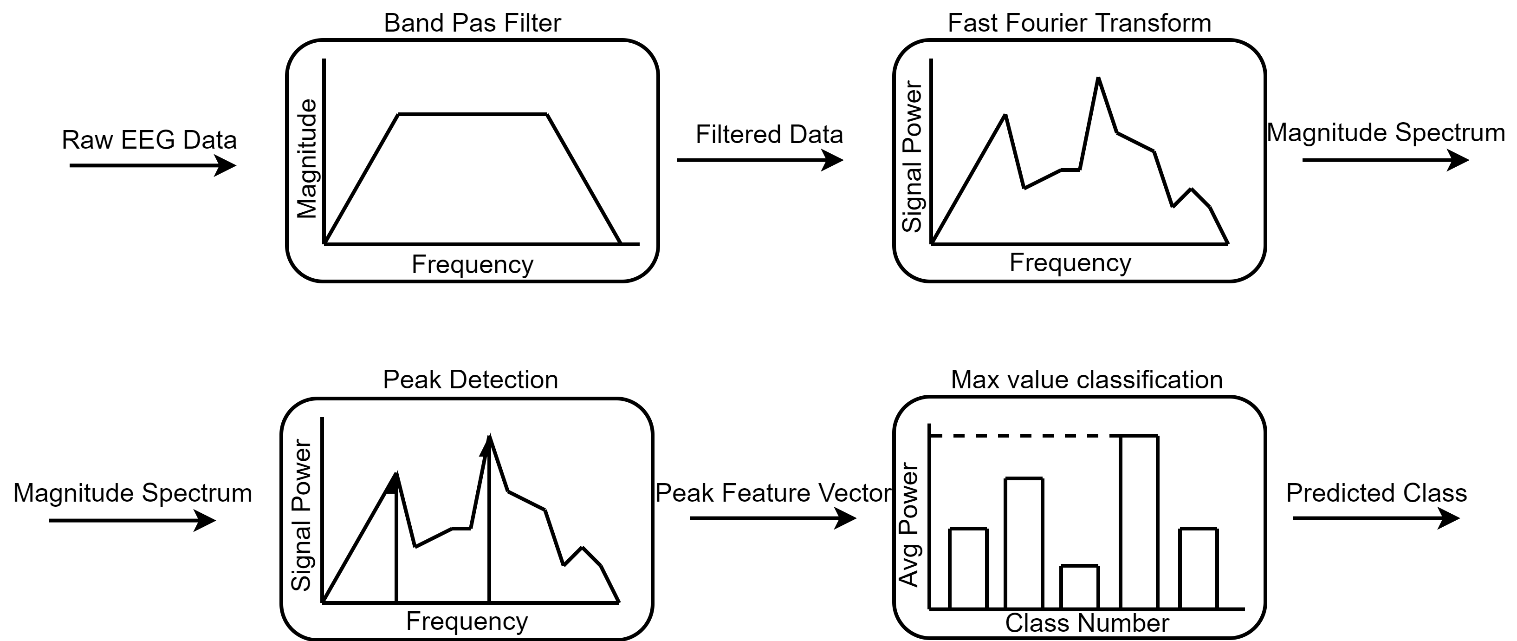 Band Pas Filter
Fast Fourier Transform
Raw EEG Data
Magnitude
Frequency
Filtered Data
Signal Power
Frequency
Magnitude Spectrum
Peak Detection
Max value classification
Magnitude Spectrum
Signal Power
Frequency
Peak Feature Vector
Avg Power
Class Number
Predicted Class